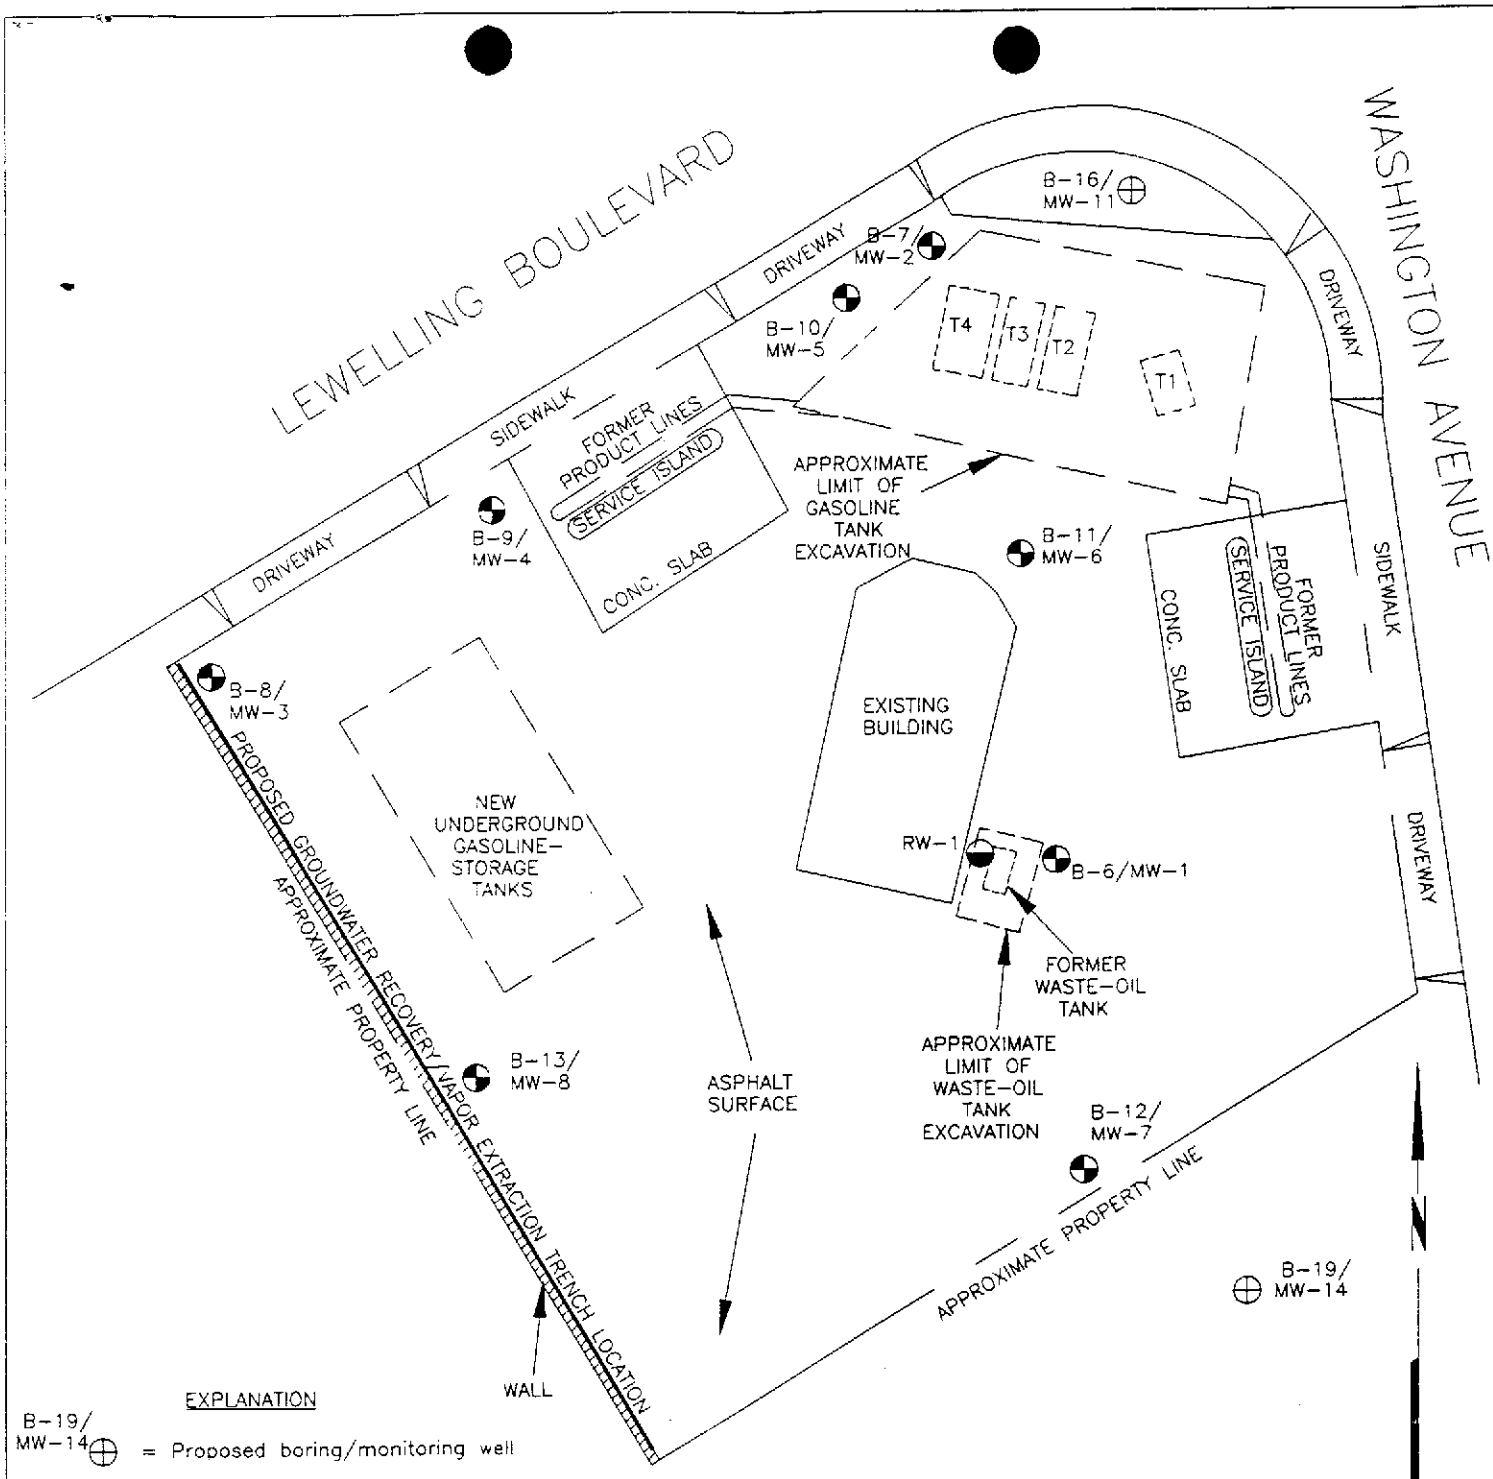 LEWELLING BOULEVARD
WASHINGTON AVENUE
B-16/
MW-11
B-7/
MW-2
DRIVEWAY
DRIVEWAY
B-10/
MW-5
T4
T3
T2
T1
SIDEWALK
FORMER
PRODUCT LINES
SERVICE ISLAND
CONC. SLAB
APPROXIMATE
LIMIT OF
GASOLINE
TANK
EXCAVATION
B-9/
MW-4
DRIVEWAY
B-11/
MW-6
SIDEWALK
FORMER
PRODUCT LINES
SERVICE ISLAND
CONC. SLAB
B-8/
MW-3
EXISTING
BUILDING
NEW
UNDERGROUND
GASOLINE-
STORAGE
TANKS
RW-1
B-6/MW-1
DRIVEWAY
PROPOSED GROUNDWATER RECOVERY/VAPOR EXTRACTION TRENCH LOCATION
APPROXIMATE PROPERTY LINE
FORMER
WASTE-OIL
TANK
APPROXIMATE
LIMIT OF
WASTE-OIL
TANK
EXCAVATION
B-13/
MW-8
ASPHALT
SURFACE
B-12/
MW-7
APPROXIMATE PROPERTY LINE
N
B-19/
MW-14
WALL
EXPLANATION
B-19/
MW-14 = Proposed boring/monitoring well